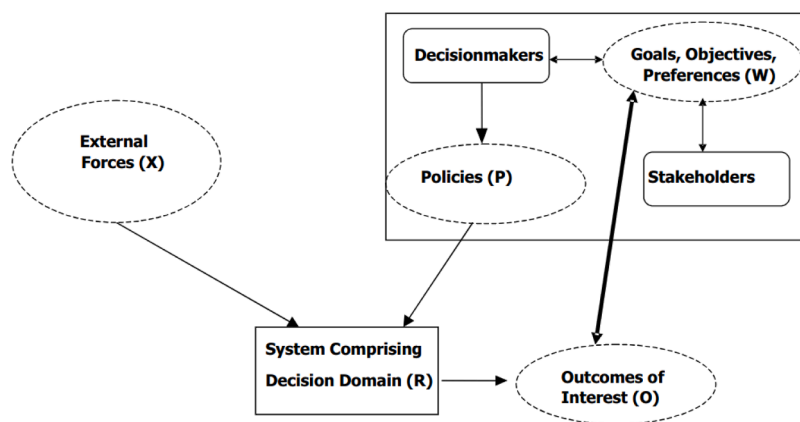 Decisionmakers
Goals, Objectives,
Preferences (W)
External
Forces (X)
Policies (P)
Stakeholders
System Comprising
Decision Domain (R)
Outcomes of
Interest (O)